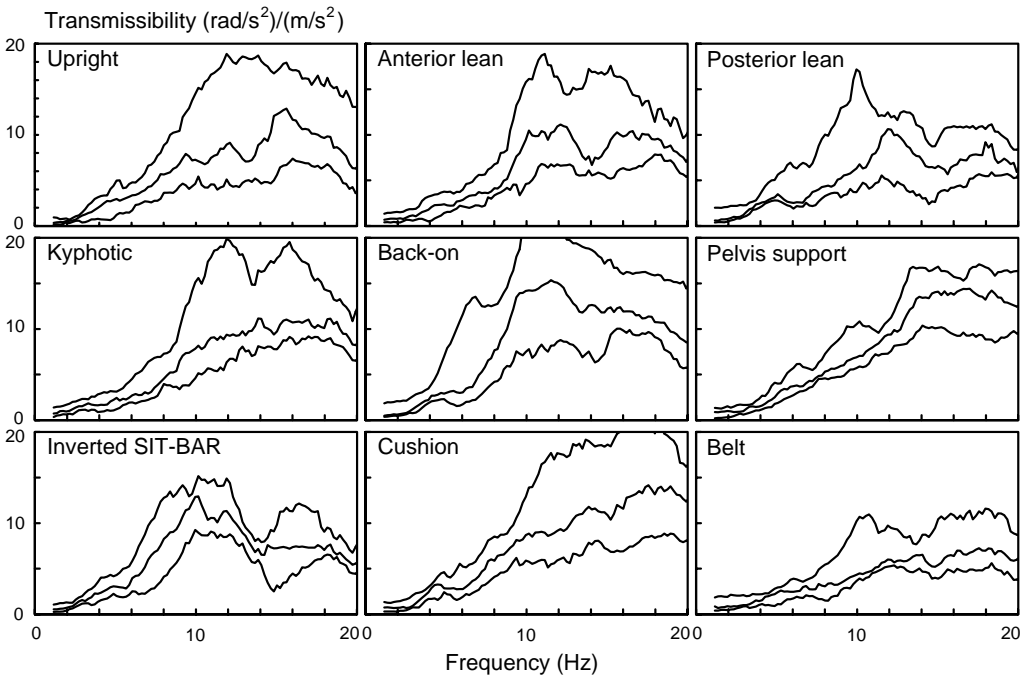 Transmissibility (rad/s²)/(m/s²)
20
Upright
Anterior lean
Posterior lean
10
0
20
Kyphotic
Back-on
Pelvis support
10
0
20
Inverted SIT-BAR
Cushion
Belt
10
0
0 10 20 0 10 20 0 10 20
Frequency (Hz)